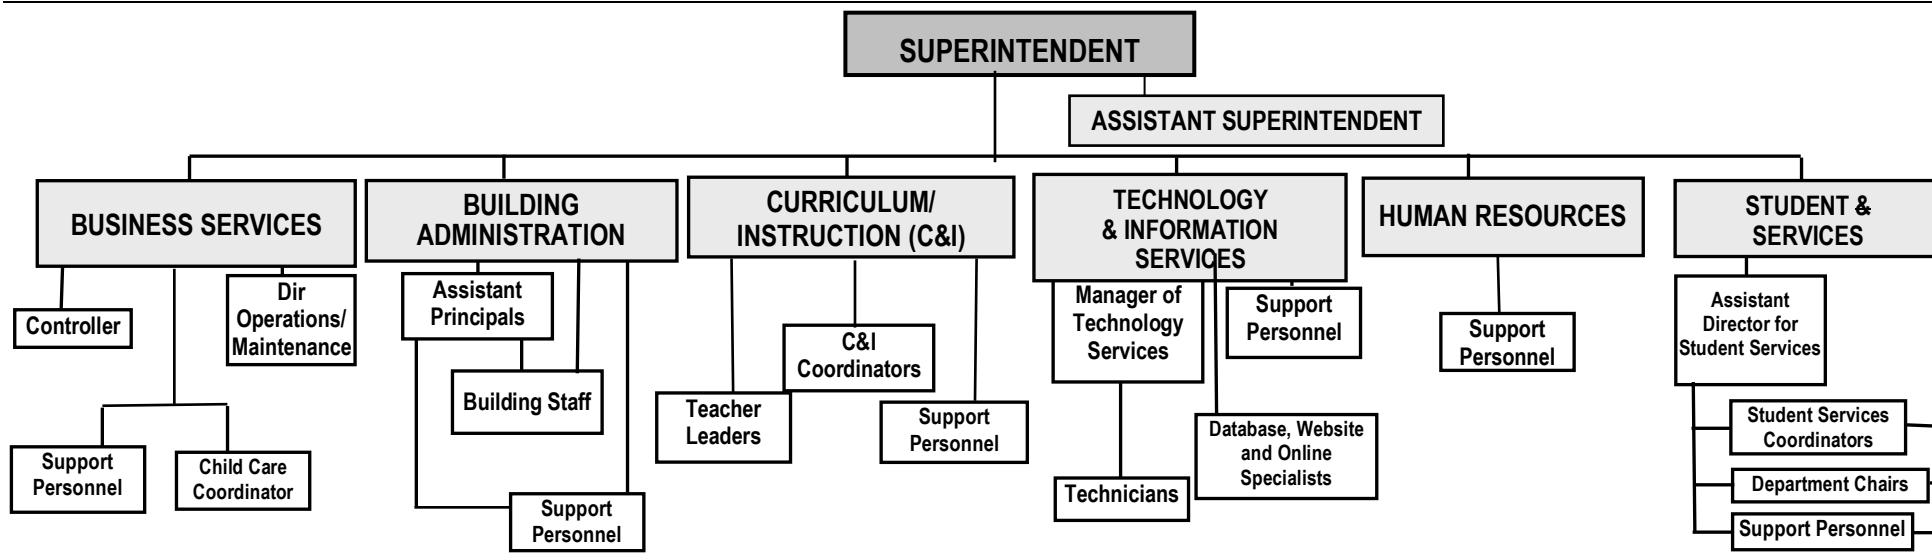 SUPERINTENDENT
ASSISTANT SUPERINTENDENT
BUSINESS SERVICES
BUILDING
ADMINISTRATION
CURRICULUM/
INSTRUCTION (C&I)
TECHNOLOGY
& INFORMATION
SERVICES
HUMAN RESOURCES
STUDENT &
SERVICES
Controller
Dir
Operations/
Maintenance
Support
Personnel
Child Care
Coordinator
Assistant
Principals
Building Staff
Support
Personnel
Teacher
Leaders
C&I
Coordinators
Support
Personnel
Manager of
Technology
Services
Support
Personnel
Technicians
Database, Website
and Online
Specialists
Support
Personnel
Assistant
Director for
Student Services
Student Services
Coordinators
Department Chairs
Support Personnel